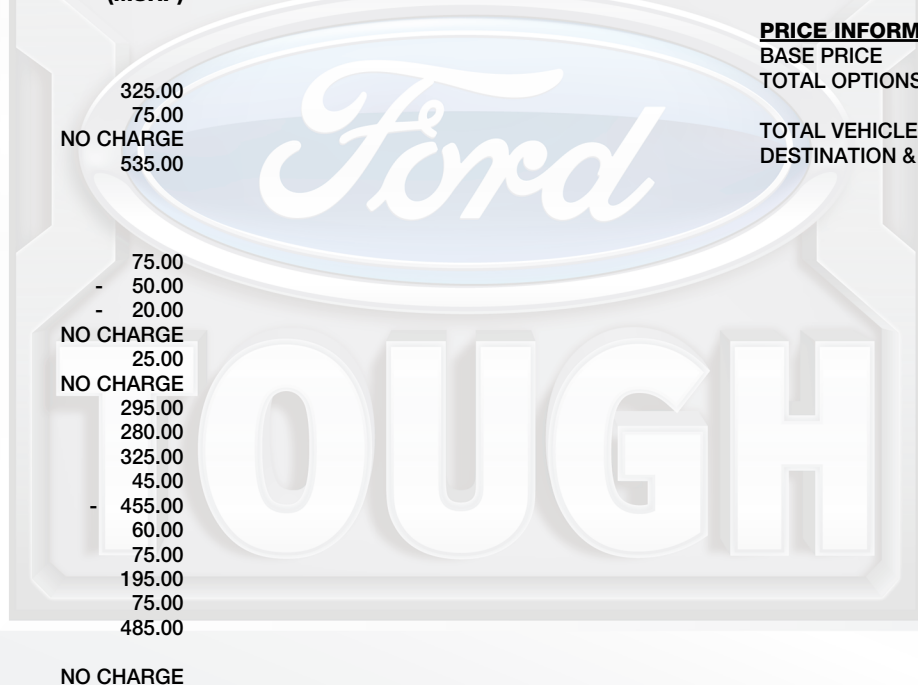 325.00
75.00
NO CHARGE
535.00
75.00
- 50.00
- 20.00
NO CHARGE
25.00
NO CHARGE
295.00
280.00
325.00
45.00
- 455.00
60.00
75.00
195.00
75.00
485.00
NO CHARGE
PRICE INFORM
BASE PRICE
TOTAL OPTIONS
TOTAL VEHICLE
DESTINATION &
Ford
TOUGH